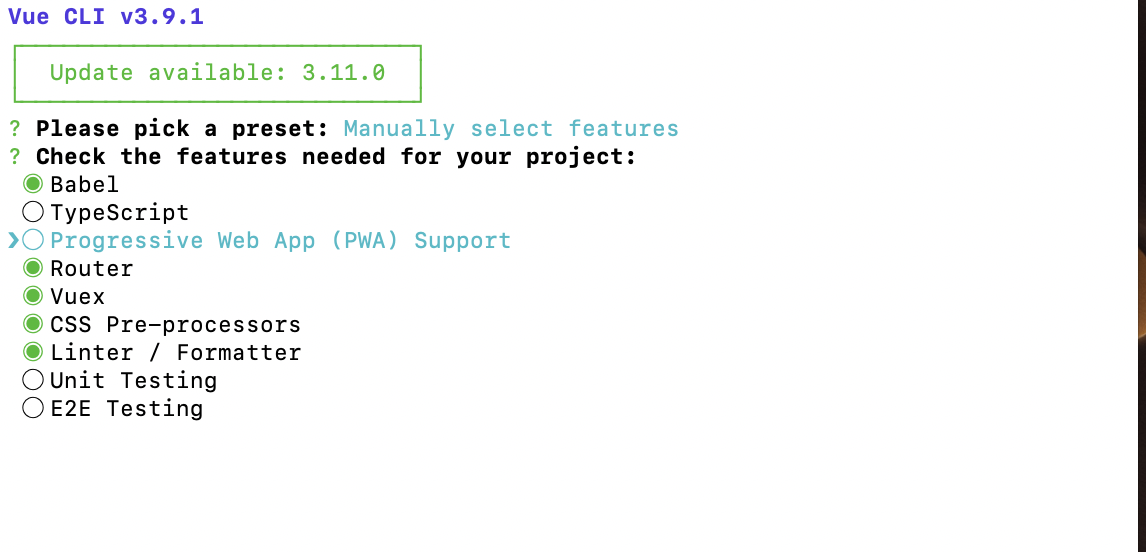 Vue CLI v3.9.1
Update available: 3.11.0
? Please pick a preset: Manually select features
? Check the features needed for your project:
◉ Babel
◯ TypeScript
❯◯ Progressive Web App (PWA) Support
◉ Router
◉ Vuex
◉ CSS Pre-processors
◉ Linter / Formatter
◯ Unit Testing
◯ E2E Testing